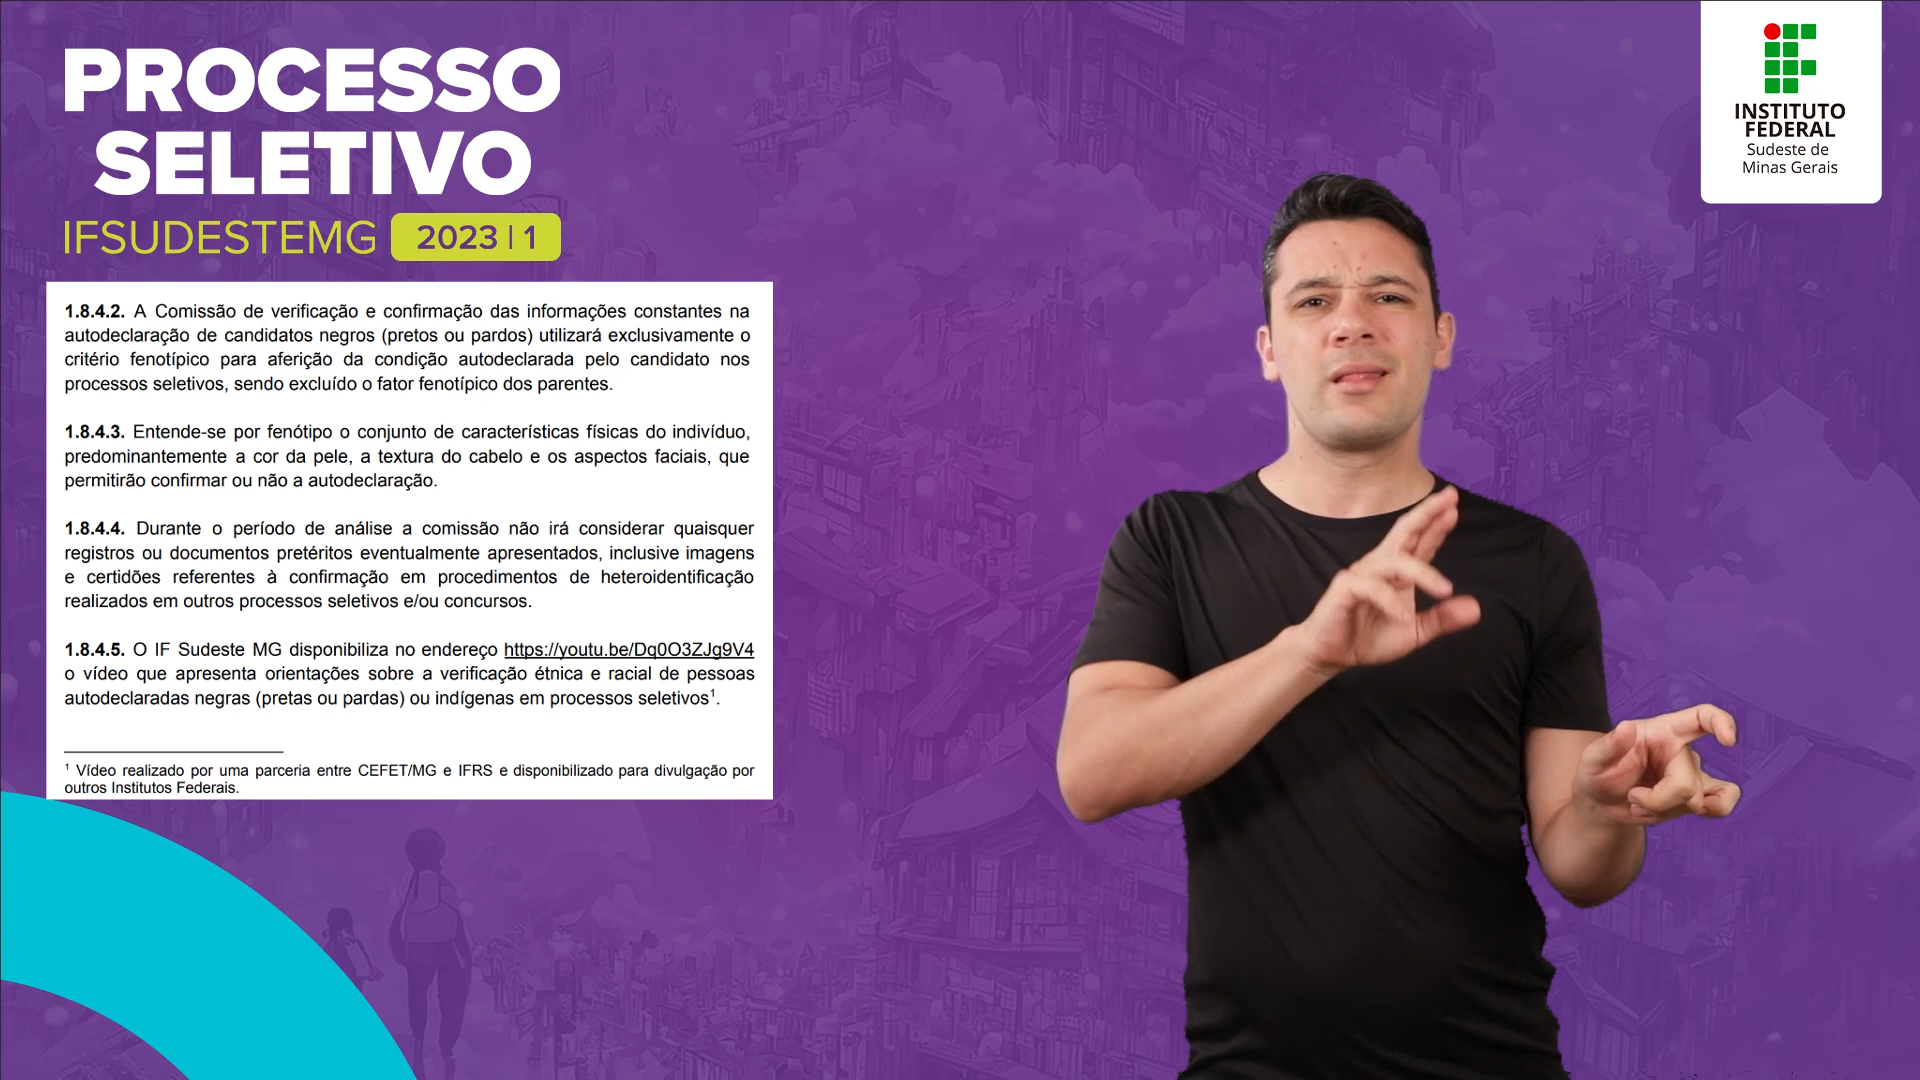 PROCESSO
SELETIVO
IFSUDESTEMG 2023 | 1
INSTITUTO
FEDERAL
Sudeste de
Minas Gerais
1.8.4.2. A Comissão de verificação e confirmação das informações constantes na
autodeclaração de candidatos negros (pretos ou pardos) utilizará exclusivamente o
critério fenotípico para aferição da condição autodeclarada pelo candidato nos
processos seletivos, sendo excluído o fator fenotípico dos parentes.
1.8.4.3. Entende-se por fenótipo o conjunto de características físicas do indivíduo,
predominantemente a cor da pele, a textura do cabelo e os aspectos faciais, que
permitirão confirmar ou não a autodeclaração.
1.8.4.4. Durante o período de análise a comissão não irá considerar quaisquer
registros ou documentos pretéritos eventualmente apresentados, inclusive imagens
e certidões referentes à confirmação em procedimentos de heteroidentificação
realizados em outros processos seletivos e/ou concursos.
1.8.4.5. O IF Sudeste MG disponibiliza no endereço https://youtu.be/Dq0O3ZJg9V4
o vídeo que apresenta orientações sobre a verificação étnica e racial de pessoas
autodeclaradas negras (pretas ou pardas) ou indígenas em processos seletivos¹.
¹ Vídeo realizado por uma parceria entre CEFET/MG e IFRS e disponibilizado para divulgação por
outros Institutos Federais.